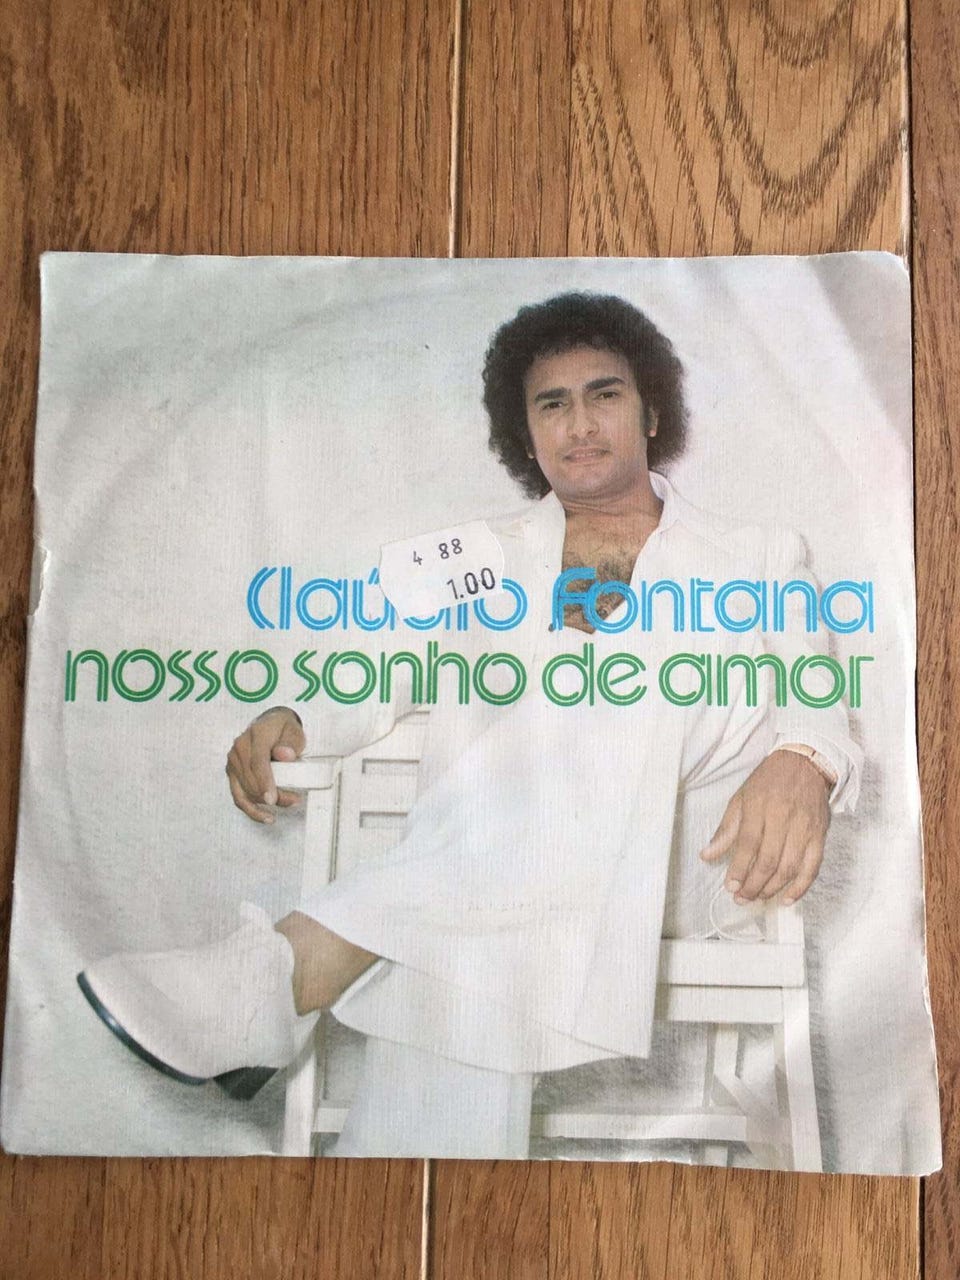 4 88
1.00
Claúdio Fontana
nosso sonho de amor